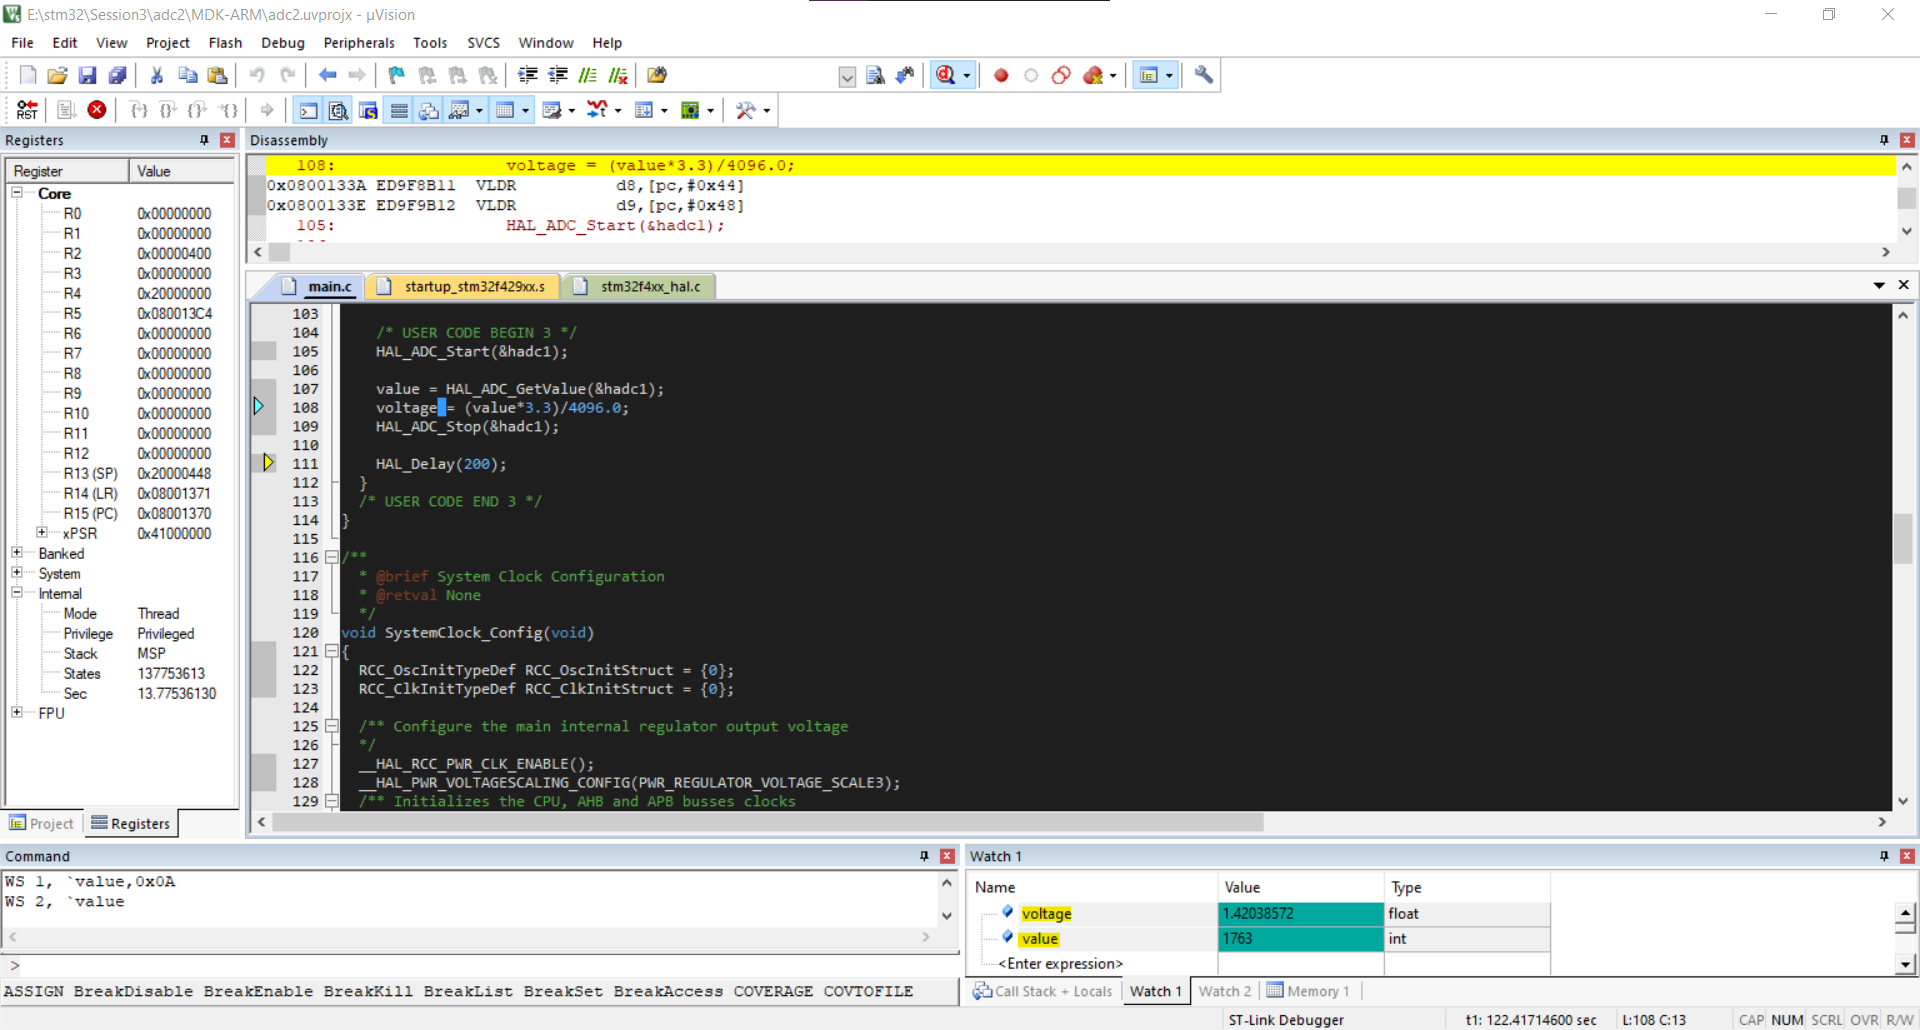 E:\stm32\Session3\adc2\MDK-ARM\adc2.uvprojx - µVision
File Edit View Project Flash Debug Peripherals Tools SVCS Window Help
RST
Registers
Register Value
Core
R0 0x00000000
R1 0x00000000
R2 0x00000400
R3 0x00000000
R4 0x20000000
R5 0x080013C4
R6 0x00000000
R7 0x00000000
R8 0x00000000
R9 0x00000000
R10 0x00000000
R11 0x00000000
R12 0x00000000
R13 (SP) 0x20000448
R14 (LR) 0x08001371
R15 (PC) 0x08001370
xPSR 0x41000000
Banked
System
Internal
Mode Thread
Privilege Privileged
Stack MSP
States 137753613
Sec 13.77536130
FPU
Project Registers
Disassembly
108: voltage = (value*3.3)/4096.0;
0x0800133A ED9F8B11 VLDR d8,[pc,#0x44]
0x0800133E ED9F9B12 VLDR d9,[pc,#0x48]
105: HAL_ADC_Start(&hadc1);
main.c startup_stm32f429xx.s stm32f4xx_hal.c
103
104 /* USER CODE BEGIN 3 */
105 HAL_ADC_Start(&hadc1);
106
107 value = HAL_ADC_GetValue(&hadc1);
108 voltage = (value*3.3)/4096.0;
109 HAL_ADC_Stop(&hadc1);
110
111 HAL_Delay(200);
112 }
113 /* USER CODE END 3 */
114 }
115
116 /**
117 * @brief System Clock Configuration
118 * @retval None
119 */
120 void SystemClock_Config(void)
121 {
122 RCC_OscInitTypeDef RCC_OscInitStruct = {0};
123 RCC_ClkInitTypeDef RCC_ClkInitStruct = {0};
124
125 /** Configure the main internal regulator output voltage
126 */
127 __HAL_RCC_PWR_CLK_ENABLE();
128 __HAL_PWR_VOLTAGESCALING_CONFIG(PWR_REGULATOR_VOLTAGE_SCALE3);
129 /** Initializes the CPU, AHB and APB busses clocks
Command
WS 1, `value,0x0A
WS 2, `value
>
ASSIGN BreakDisable BreakEnable BreakKill BreakList BreakSet BreakAccess COVERAGE COVTOFILE
Watch 1
Name Value Type
voltage 1.42038572 float
value 1763 int
<Enter expression>
Call Stack + Locals Watch 1 Watch 2 Memory 1
ST-Link Debugger t1: 122.41714600 sec L:108 C:13 CAP NUM SCRL OVR R/W